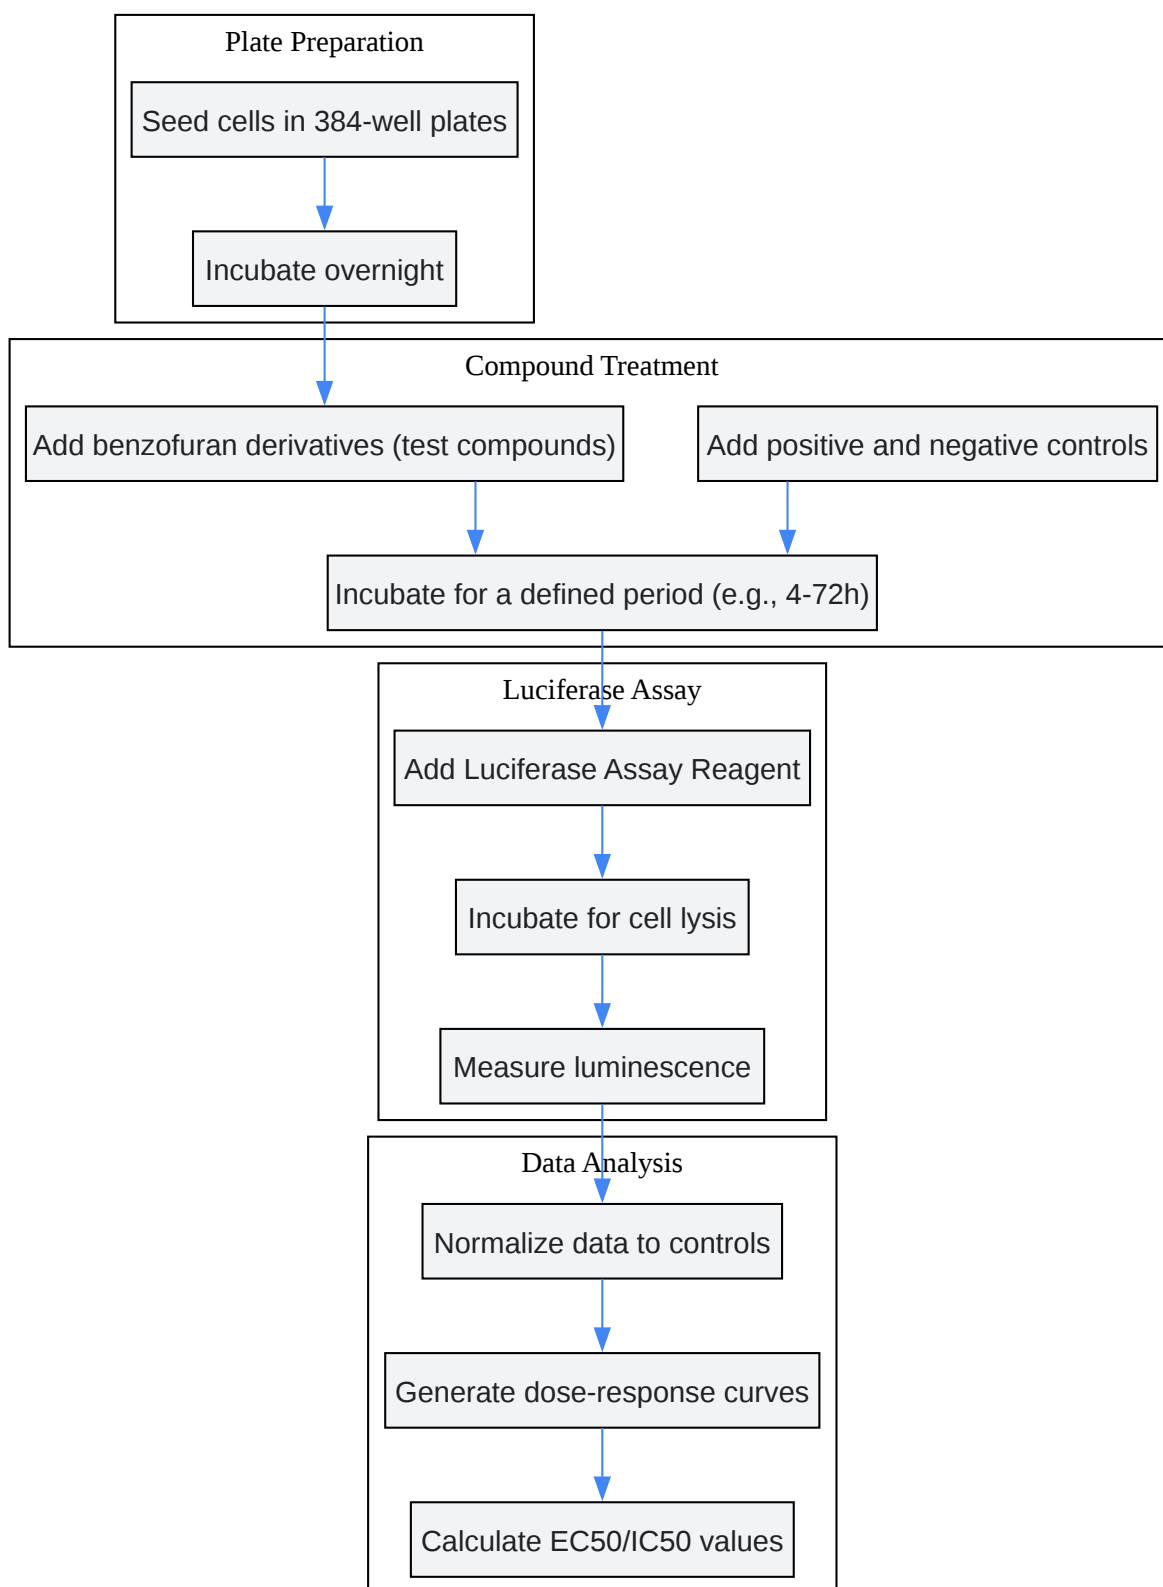 Plate Preparation
Seed cells in 384-well plates
Incubate overnight
Compound Treatment
Add benzofuran derivatives (test compounds)
Add positive and negative controls
Incubate for a defined period (e.g., 4-72h)
Luciferase Assay
Add Luciferase Assay Reagent
Incubate for cell lysis
Measure luminescence
Data Analysis
Normalize data to controls
Generate dose-response curves
Calculate EC50/IC50 values